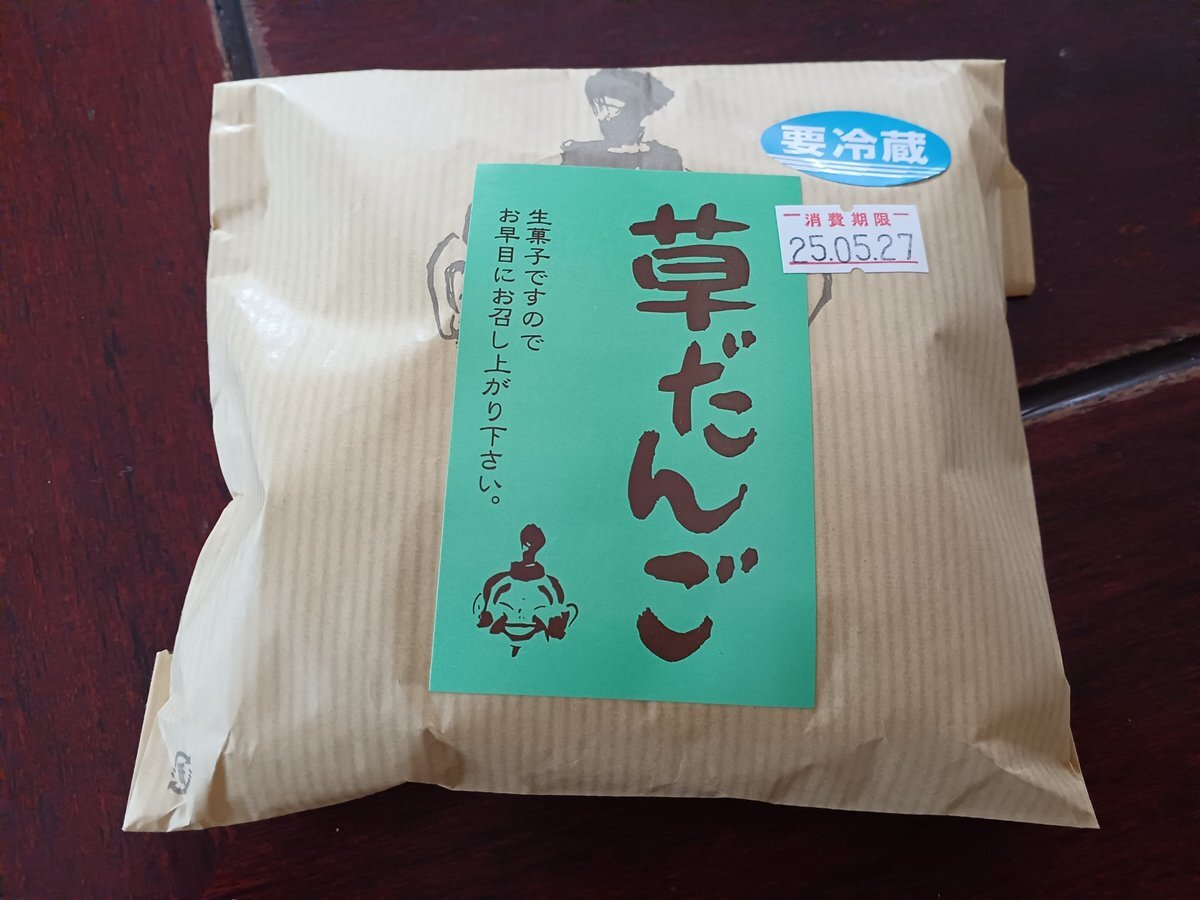 要冷蔵
消費期限
25.05.27
草だんご
生菓子ですので
お早目にお召し上がり下さい。